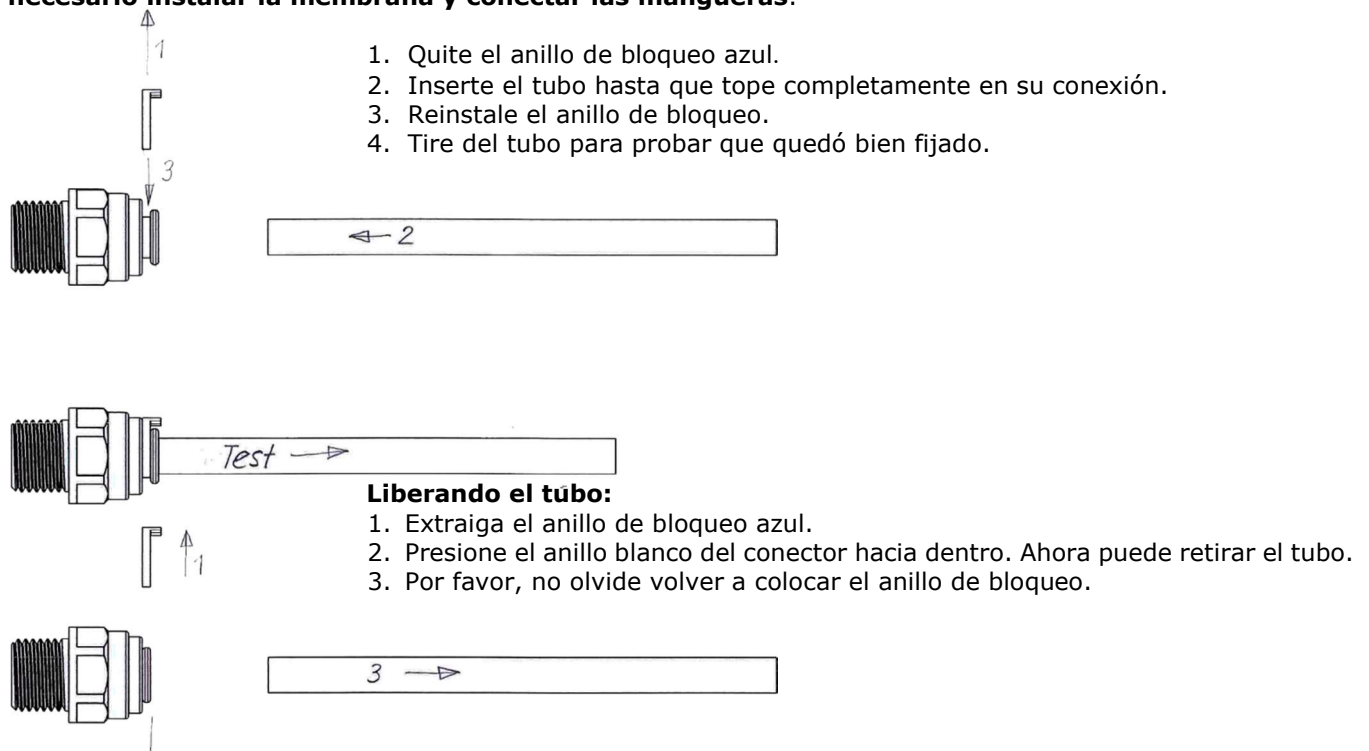 necesario instalar la membrana y conectar las mangueras.
1
1. Quite el anillo de bloqueo azul.
2. Inserte el tubo hasta que tope completamente en su conexión.
3. Reinstale el anillo de bloqueo.
4. Tire del tubo para probar que quedó bien fijado.
3
2
Test
Liberando el tubo:
1. Extraiga el anillo de bloqueo azul.
2. Presione el anillo blanco del conector hacia dentro. Ahora puede retirar el tubo.
3. Por favor, no olvide volver a colocar el anillo de bloqueo.
1
3